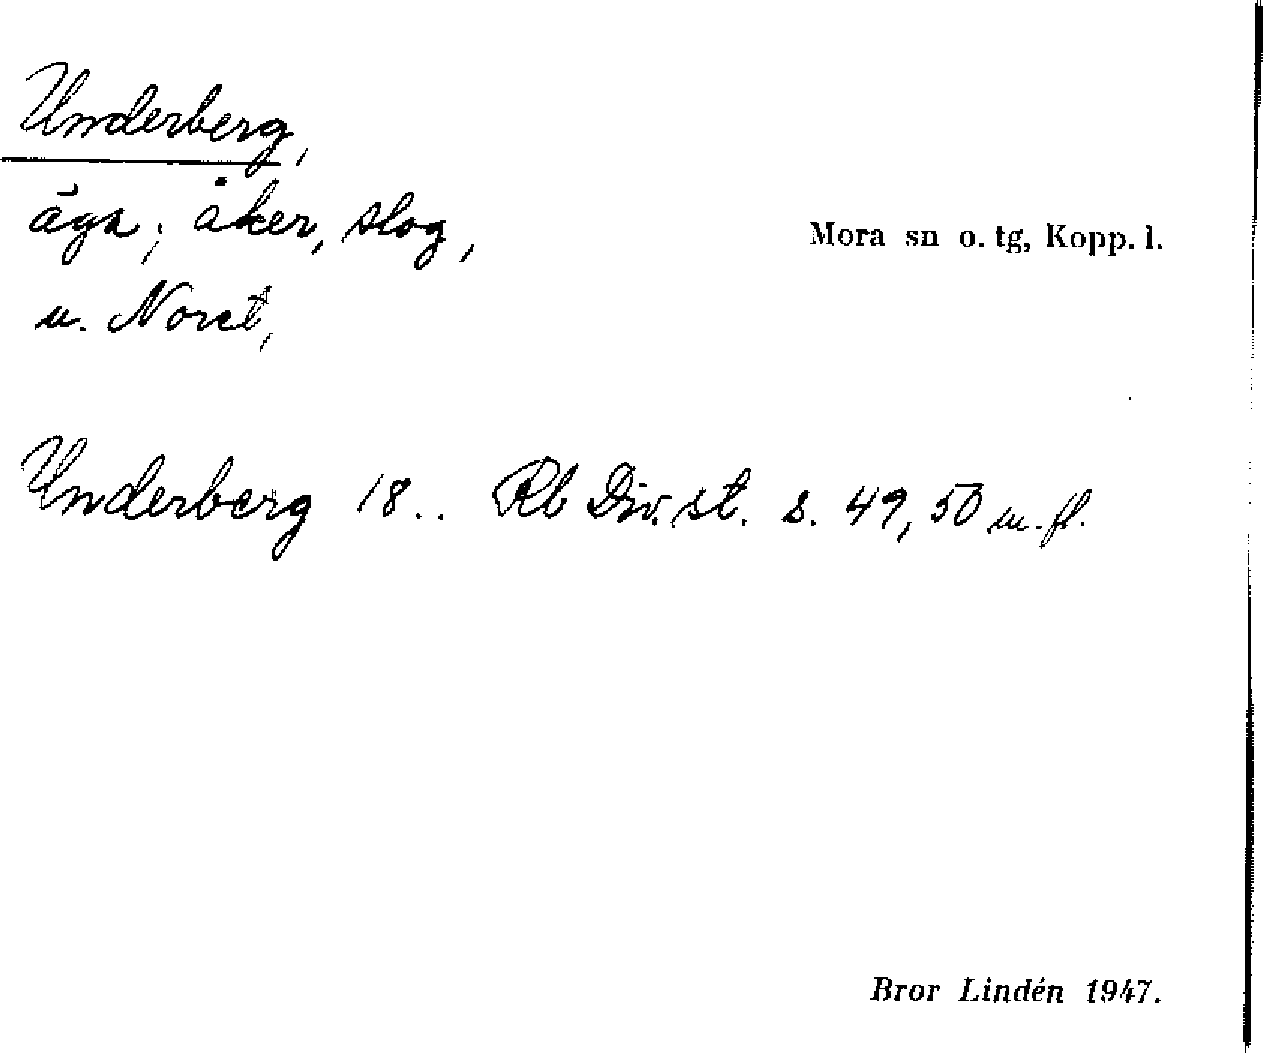 Underberg,
äga; åker, slog,
Mora sn o. tg, Kopp. l.
u. Noret,
Underberg 18.. Rb Div. st. s. 49, 50 m. fl.
Bror Lindén 1947.